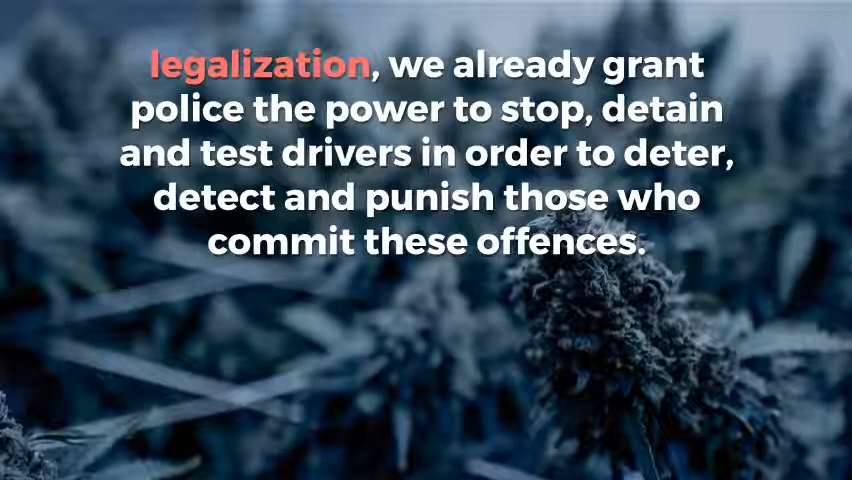 legalization, we already grant
police the power to stop, detain
and test drivers in order to deter,
detect and punish those who
commit these offences.